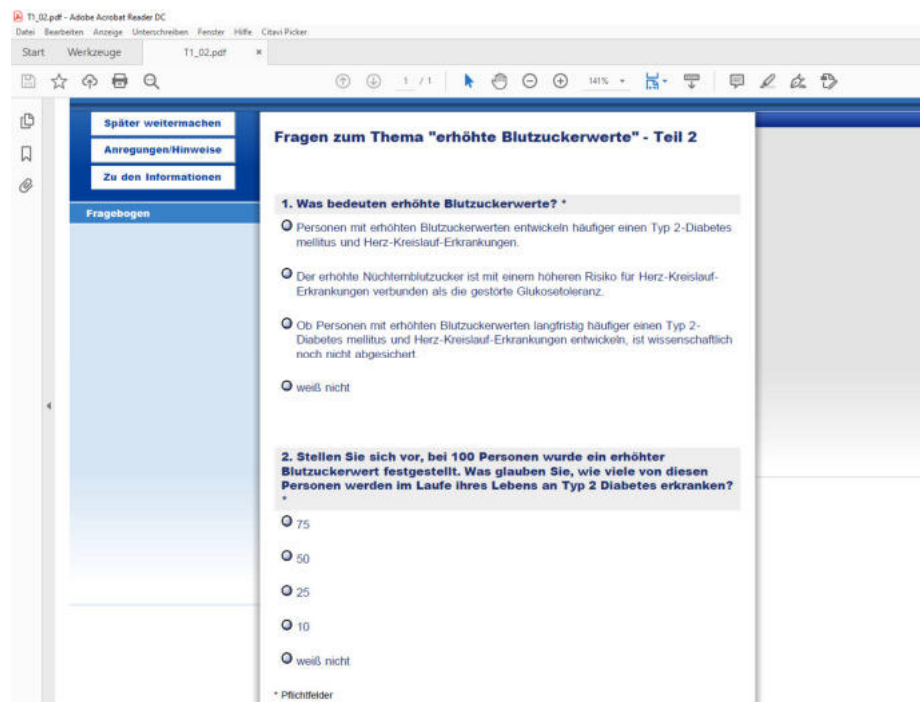 T1_02.pdf - Adobe Acrobat Reader DC
Datei Bearbeiten Anzeige Unterschreiben Fenster Hilfe Citavi Picker
Start Werkzeuge T1_02.pdf ×
1 / 1 141%
Später weitermachen
Anregungen/Hinweise
Zu den Informationen
Fragebogen
Fragen zum Thema "erhöhte Blutzuckerwerte" - Teil 2
1. Was bedeuten erhöhte Blutzuckerwerte? *
Personen mit erhöhten Blutzuckerwerten entwickeln häufiger einen Typ 2-Diabetes
mellitus und Herz-Kreislauf-Erkrankungen.
Der erhöhte Nüchternblutzucker ist mit einem höheren Risiko für Herz-Kreislauf-
Erkrankungen verbunden als die gestörte Glukosetoleranz.
Ob Personen mit erhöhten Blutzuckerwerten langfristig häufiger einen Typ 2-
Diabetes mellitus und Herz-Kreislauf-Erkrankungen entwickeln, ist wissenschaftlich
noch nicht abgesichert.
weiß nicht
2. Stellen Sie sich vor, bei 100 Personen wurde ein erhöhter
Blutzuckerwert festgestellt. Was glauben Sie, wie viele von diesen
Personen werden im Laufe ihres Lebens an Typ 2 Diabetes erkranken?
*
75
50
25
10
weiß nicht
* Pflichtfelder